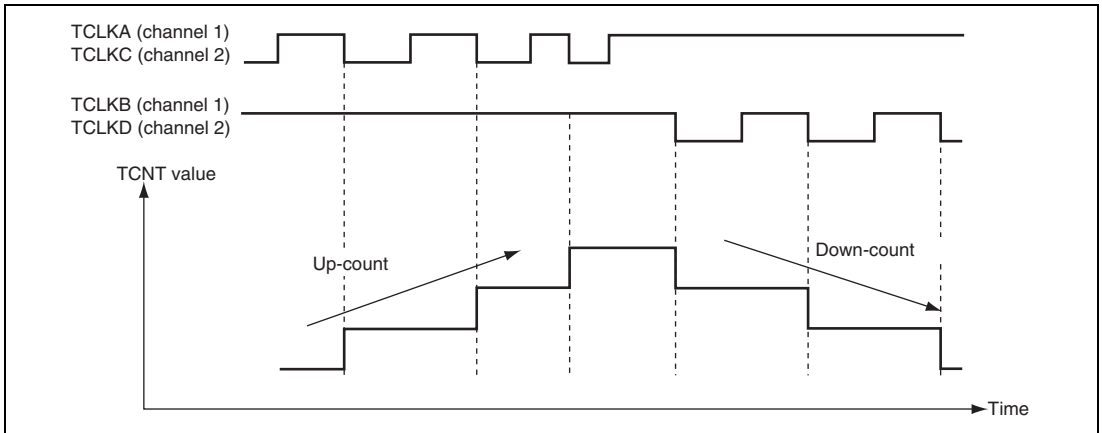 TCLKA (channel 1)
TCLKC (channel 2)
TCLKB (channel 1)
TCLKD (channel 2)
TCNT value
Up-count
Down-count
Time